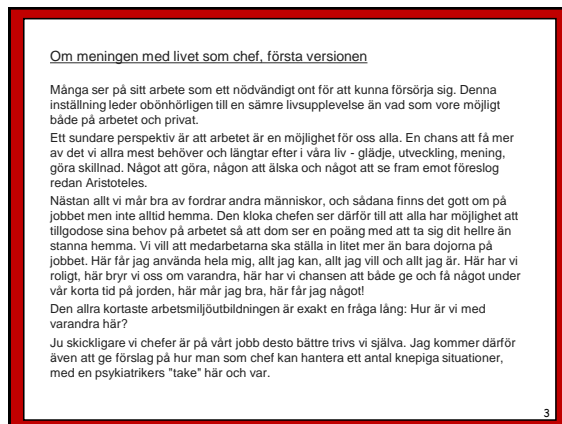 Om meningen med livet som chef, första versionen
Många ser på sitt arbete som ett nödvändigt ont för att kunna försörja sig. Denna
inställning leder obönhörligen till en sämre livsupplevelse än vad som vore möjligt
både på arbetet och privat.
Ett sundare perspektiv är att arbetet är en möjlighet för oss alla. En chans att få mer
av det vi allra mest behöver och längtar efter i våra liv - glädje, utveckling, mening,
göra skillnad. Något att göra, någon att älska och något att se fram emot föreslog
redan Aristoteles.
Nästan allt vi mår bra av fordrar andra människor, och sådana finns det gott om på
jobbet men inte alltid hemma. Den kloka chefen ser därför till att alla har möjlighet att
tillgodose sina behov på arbetet så att dom ser en poäng med att ta sig dit hellre än
stanna hemma. Vi vill att medarbetarna ska ställa in litet mer än bara dojorna på
jobbet. Här får jag använda hela mig, allt jag kan, allt jag vill och allt jag är. Här har vi
roligt, här bryr vi oss om varandra, här har vi chansen att både ge och få något under
vår korta tid på jorden, här mår jag bra, här får jag något!
Den allra kortaste arbetsmiljöutbildningen är exakt en fråga lång: Hur är vi med
varandra här?
Ju skickligare vi chefer är på vårt jobb desto bättre trivs vi själva. Jag kommer därför
även att ge förslag på hur man som chef kan hantera ett antal knepiga situationer,
med en psykiatrikers "take" här och var.
3